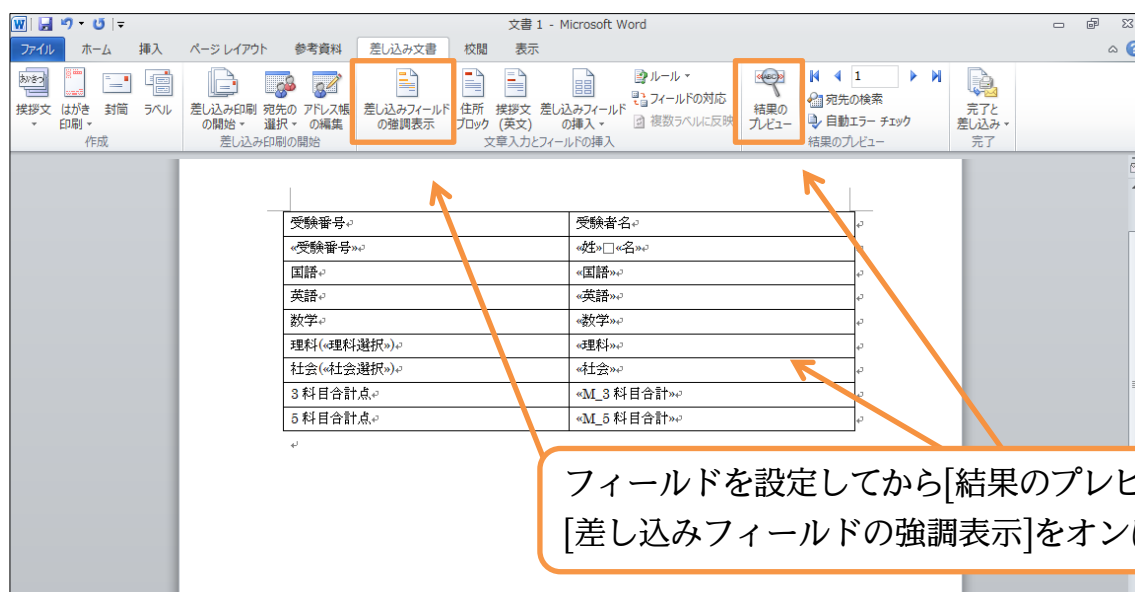 文書 1 - Microsoft Word
ファイル ホーム 挿入 ページ レイアウト 参考資料 差し込み文書 校閲 表示
挨拶文 はがき印刷 封筒 ラベル
作成
差し込み印刷の開始 宛先の選択 アドレス帳の編集
差し込み印刷の開始
差し込みフィールドの強調表示 住所ブロック 挨拶文(英文) 差し込みフィールドの挿入
ルール
フィールドの対応
複数ラベルに反映
文章入力とフィールドの挿入
結果のプレビュー
1
宛先の検索
自動エラー チェック
結果のプレビュー
完了と差し込み
完了
受験番号 受験者名
«受験番号» «姓»□«名»
国語 «国語»
英語 «英語»
数学 «数学»
理科(«理科選択») «理科»
社会(«社会選択») «社会»
3 科目合計点 «M_3 科目合計»
5 科目合計点 «M_5 科目合計»
フィールドを設定してから[結果のプレビ
[差し込みフィールドの強調表示]をオン